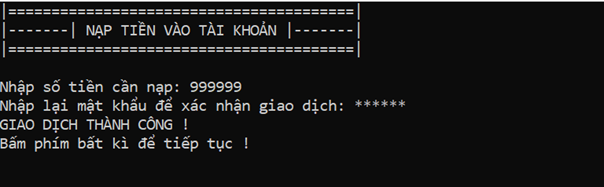 |=======================================|
|-------| NẠP TIỀN VÀO TÀI KHOẢN |-------|
|=======================================|
Nhập số tiền cần nạp: 999999
Nhập lại mật khẩu để xác nhận giao dịch: ******
GIAO DỊCH THÀNH CÔNG !
Bấm phím bất kì để tiếp tục !